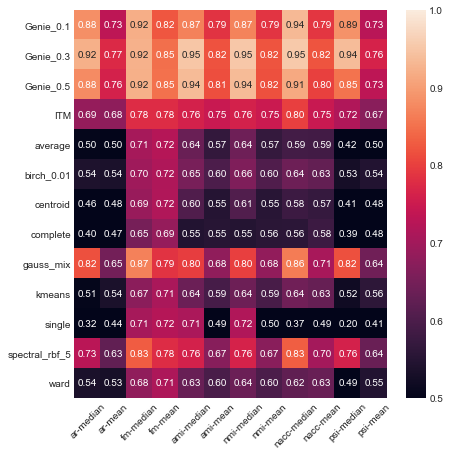 Genie_0.1 0.88 0.73 0.92 0.82 0.87 0.79 0.87 0.79 0.94 0.79 0.89 0.73
Genie_0.3 0.92 0.77 0.92 0.85 0.95 0.82 0.95 0.82 0.95 0.82 0.94 0.76
Genie_0.5 0.88 0.76 0.92 0.85 0.94 0.81 0.94 0.82 0.91 0.80 0.85 0.73
ITM 0.69 0.68 0.78 0.78 0.76 0.75 0.76 0.75 0.80 0.75 0.72 0.67
average 0.50 0.50 0.71 0.72 0.64 0.57 0.64 0.57 0.59 0.59 0.42 0.50
birch_0.01 0.54 0.54 0.70 0.72 0.65 0.60 0.66 0.60 0.64 0.63 0.53 0.54
centroid 0.46 0.48 0.69 0.72 0.60 0.55 0.61 0.55 0.58 0.57 0.41 0.48
complete 0.40 0.47 0.65 0.69 0.55 0.55 0.55 0.56 0.56 0.58 0.39 0.48
gauss_mix 0.82 0.65 0.87 0.79 0.80 0.68 0.80 0.68 0.86 0.71 0.82 0.64
kmeans 0.51 0.54 0.67 0.71 0.64 0.59 0.64 0.59 0.64 0.63 0.52 0.56
single 0.32 0.44 0.71 0.72 0.71 0.49 0.72 0.50 0.37 0.49 0.20 0.41
spectral_rbf_5 0.73 0.63 0.83 0.78 0.76 0.67 0.76 0.67 0.83 0.70 0.76 0.64
ward 0.54 0.53 0.68 0.71 0.63 0.60 0.64 0.60 0.62 0.63 0.49 0.55
ar-median ar-mean fm-median fm-mean ami-median ami-mean nmi-median nmi-mean nacc-median nacc-mean psi-median psi-mean
1.0
0.9
0.8
0.7
0.6
0.5